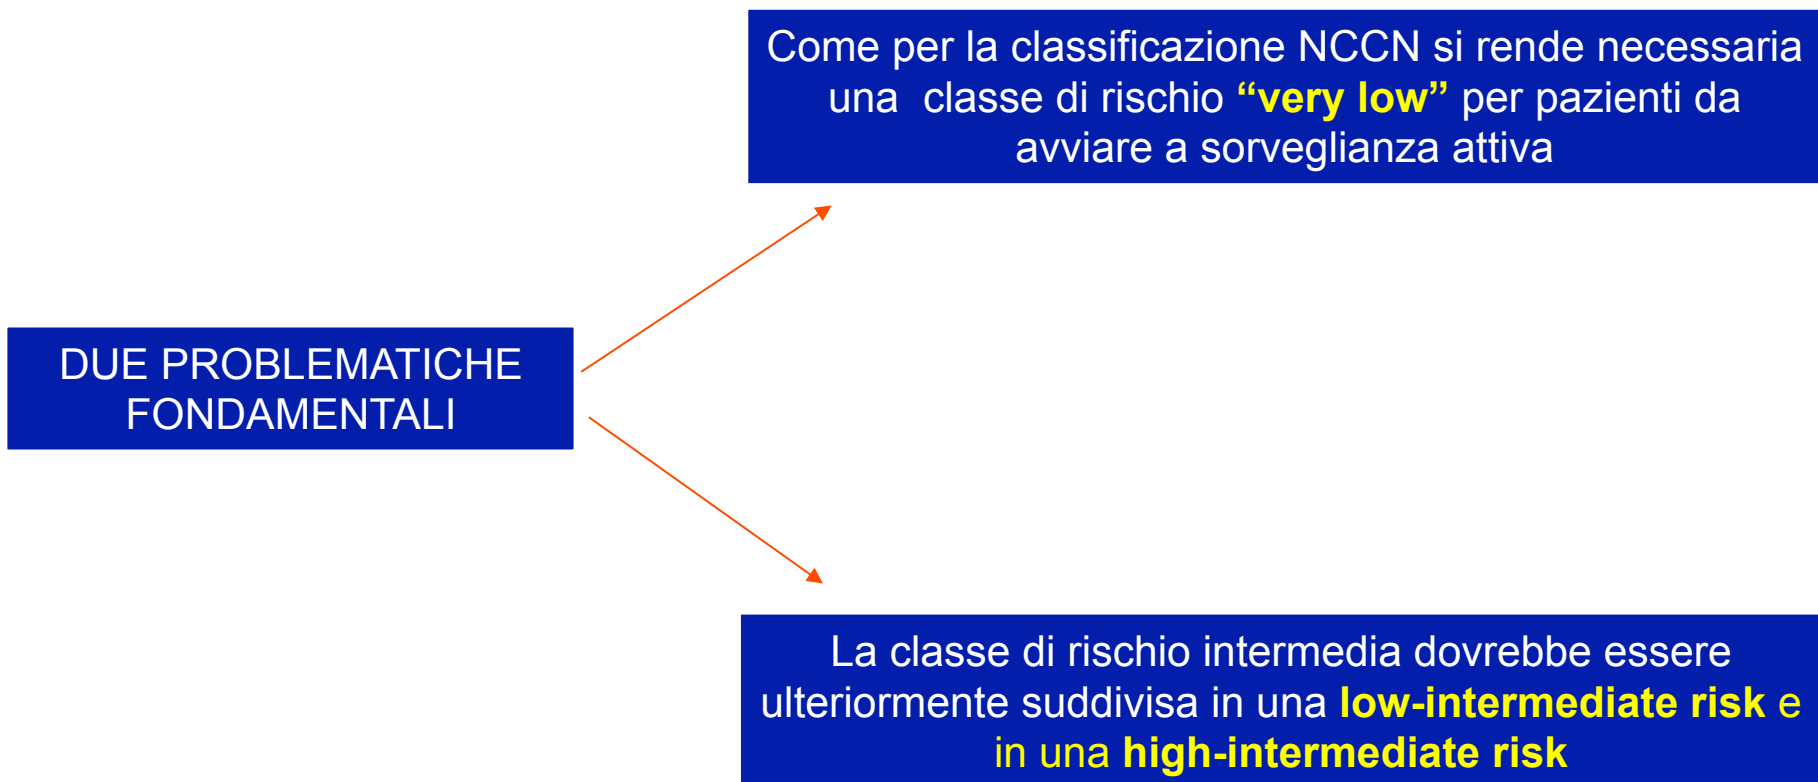 Come per la classificazione NCCN si rende necessaria
una classe di rischio “very low” per pazienti da
avviare a sorveglianza attiva
DUE PROBLEMATICHE
FONDAMENTALI
La classe di rischio intermedia dovrebbe essere
ulteriormente suddivisa in una low-intermediate risk e
in una high-intermediate risk